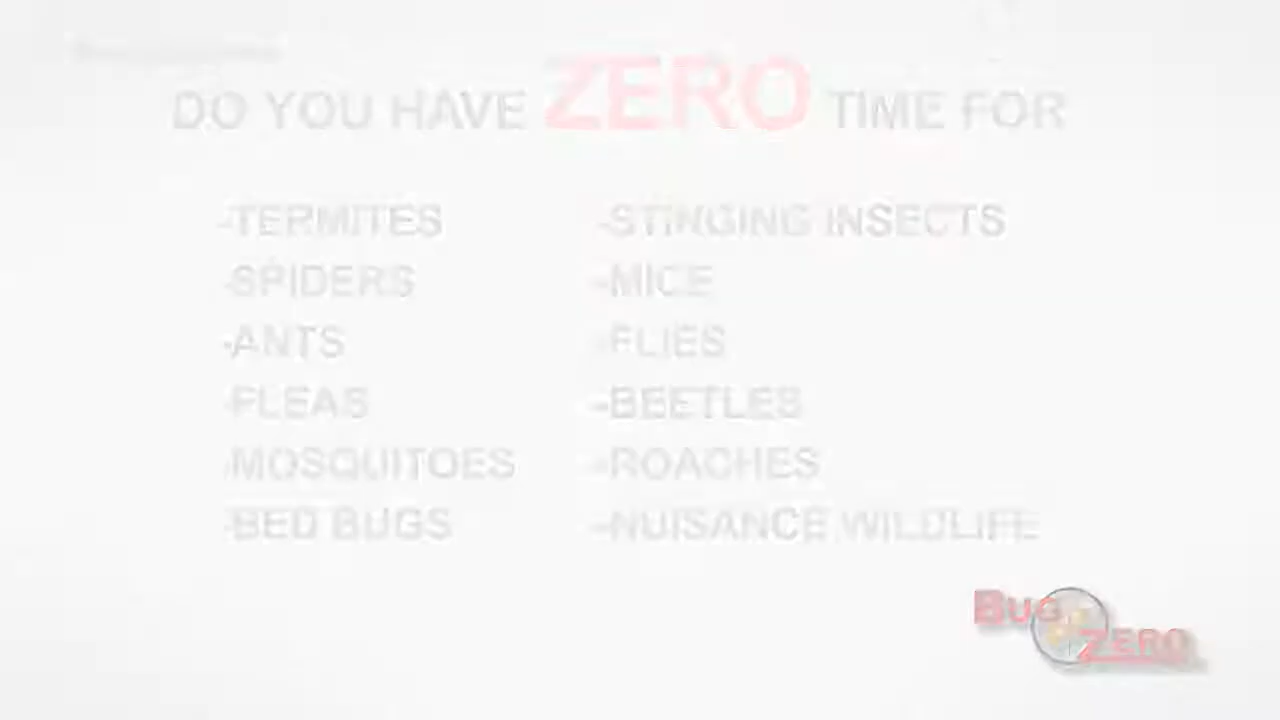 DO YOU HAVE ZERO TIME FOR
-TERMITES
-SPIDERS
-ANTS
-FLEAS
-MOSQUITOES
-BED BUGS
-STINGING INSECTS
-MICE
-FLIES
-BEETLES
-ROACHES
-NUISANCE WILDLIFE
BUG
ZERO